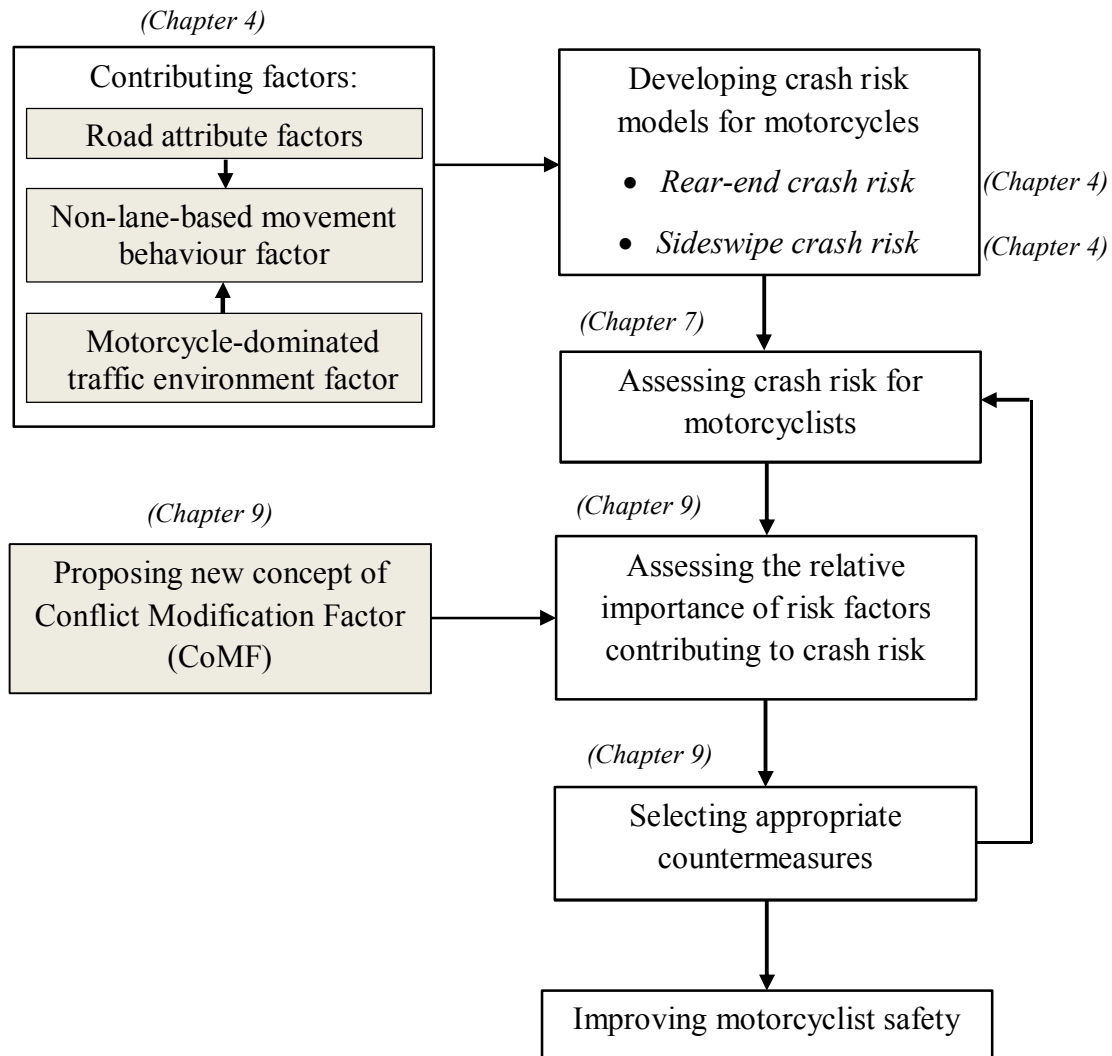 (Chapter 4)
Contributing factors:
Road attribute factors
Non-lane-based movement
behaviour factor
Motorcycle-dominated
traffic environment factor
Developing crash risk
models for motorcycles
• Rear-end crash risk
(Chapter 4)
• Sideswipe crash risk
(Chapter 4)
(Chapter 7)
Assessing crash risk for
motorcyclists
(Chapter 9)
Proposing new concept of
Conflict Modification Factor
(CoMF)
(Chapter 9)
Assessing the relative
importance of risk factors
contributing to crash risk
(Chapter 9)
Selecting appropriate
countermeasures
Improving motorcyclist safety